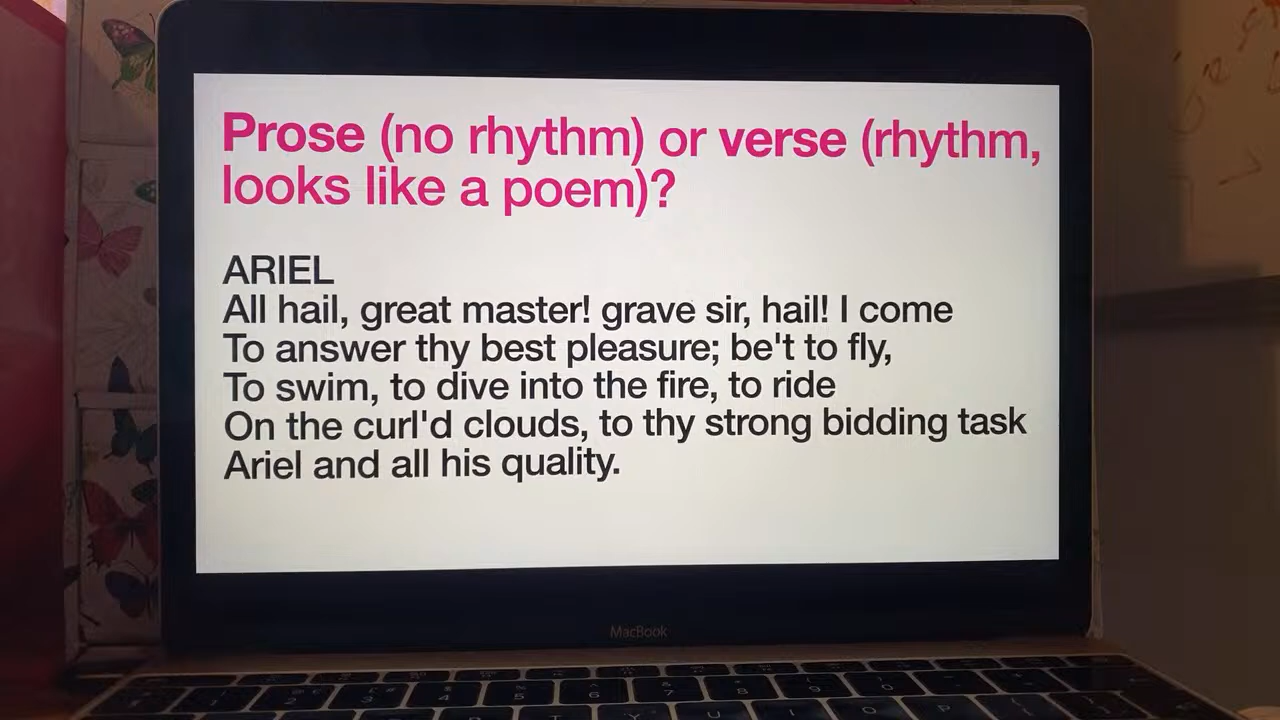 Prose (no rhythm) or verse (rhythm,
looks like a poem)?
ARIEL
All hail, great master! grave sir, hail! I come
To answer thy best pleasure; be't to fly,
To swim, to dive into the fire, to ride
On the curl'd clouds, to thy strong bidding task
Ariel and all his quality.
MacBook